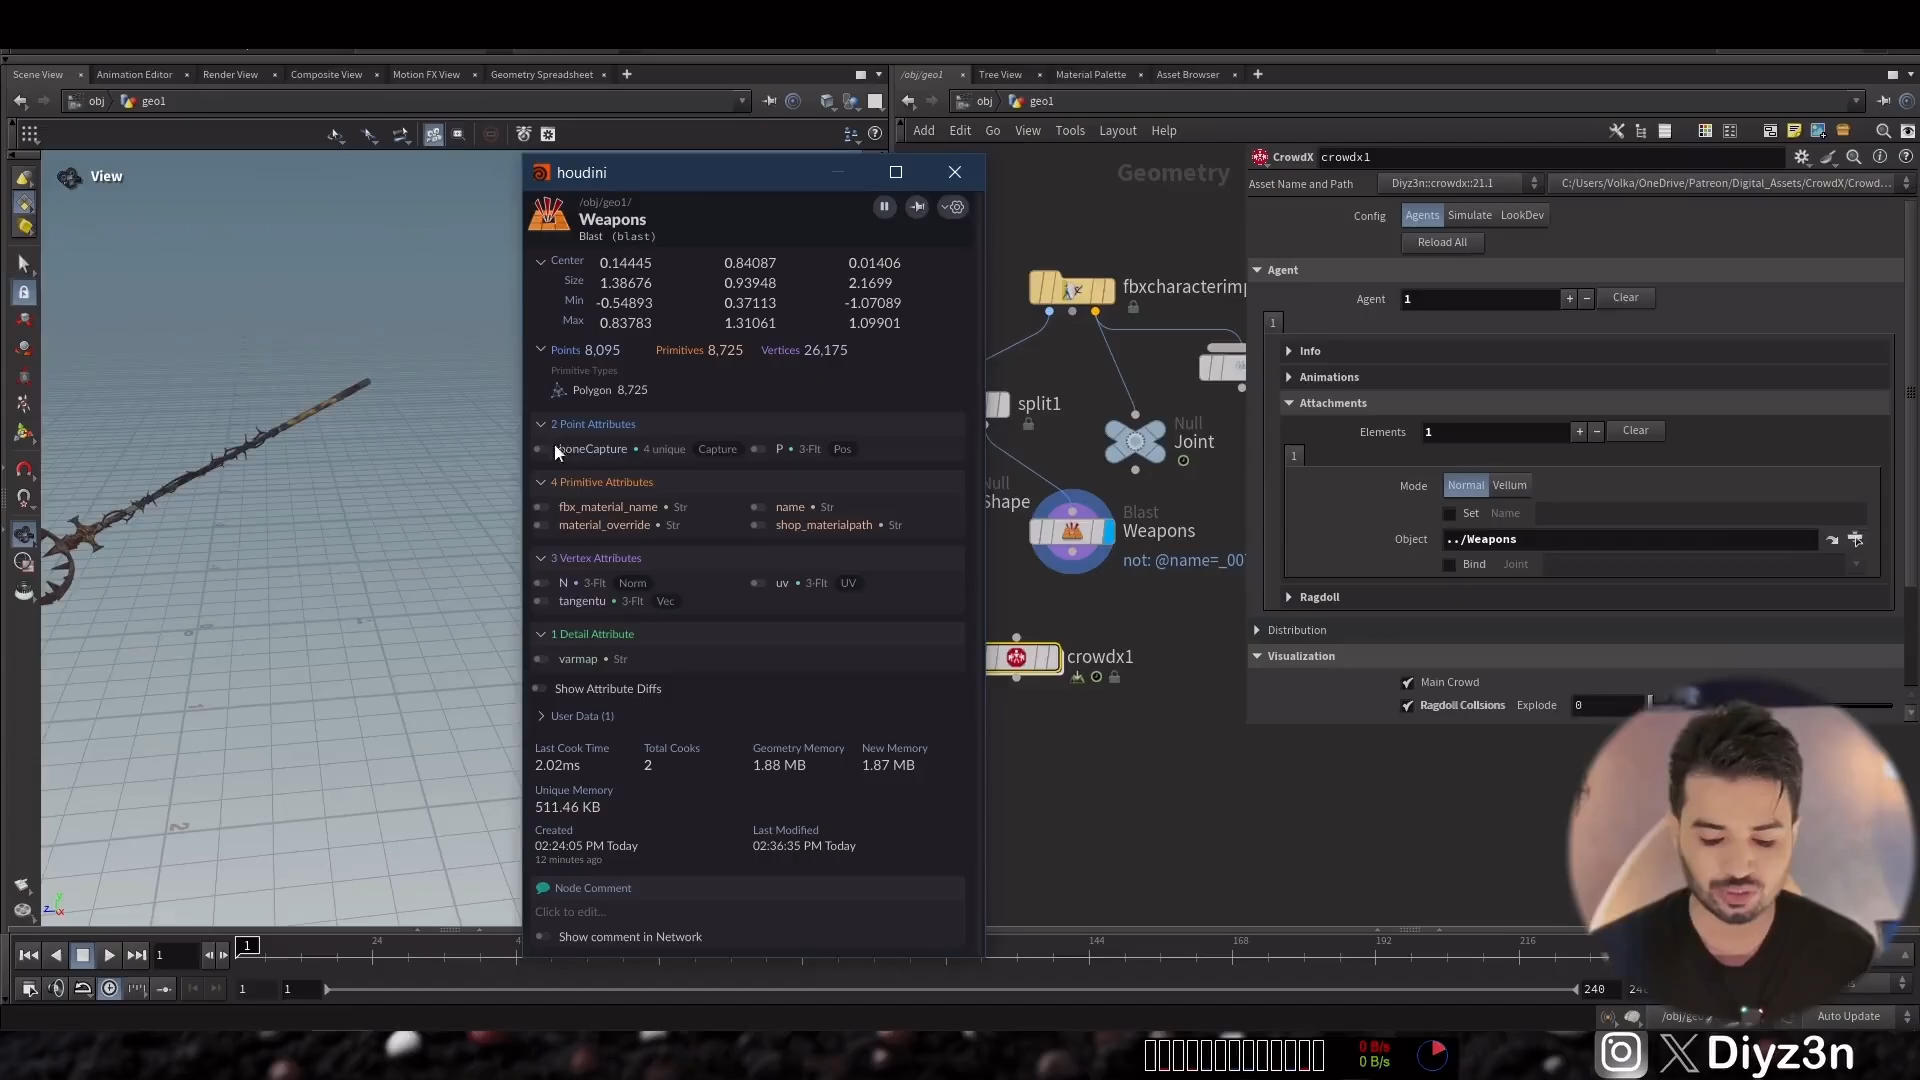 Scene View
Animation Editor
Render View
Composite View
Motion FX View
Geometry Spreadsheet
/obj/geo1
Tree View
Material Palette
Asset Browser
obj
geo1
obj
geo1
Add Edit Go View Tools Layout Help
View
Geometry
houdini
/obj/geo1/
Weapons
Blast (blast)
Center 0.14445 0.84087 0.01406
Size 1.38676 0.93948 2.1699
Min -0.54893 0.37113 -1.07089
Max 0.83783 1.31061 1.09901
Points 8,095 Primitives 8,725 Vertices 26,175
Primitive Types
Polygon 8,725
2 Point Attributes
boneCapture • 4 unique Capture P • 3-Flt Pos
4 Primitive Attributes
fbx_material_name • Str name • Str
material_override • Str shop_materialpath • Str
3 Vertex Attributes
N • 3-Flt Norm uv • 3-Flt UV
tangentu • 3-Flt Vec
1 Detail Attribute
varmap • Str
Show Attribute Diffs
User Data (1)
Last Cook Time Total Cooks Geometry Memory New Memory
2.02ms 2 1.88 MB 1.87 MB
Unique Memory
511.46 KB
Created Last Modified
02:24:05 PM Today 02:36:35 PM Today
12 minutes ago
Node Comment
Click to edit...
Show comment in Network
fbxcharacterimp
split1
Null
Joint
Null
Shape
Blast
Weapons
not: @name=_00
crowdx1
CrowdX crowdx1
Asset Name and Path Diyz3n::crowdx::21.1 C:/Users/Volka/OneDrive/Patreon/Digital_Assets/CrowdX/Crowd...
Config Agents Simulate LookDev
Reload All
Agent
Agent 1 + − Clear
1
Info
Animations
Attachments
Elements 1 + − Clear
1
Mode Normal Vellum
Set Name
Object ../Weapons
Bind Joint
Ragdoll
Distribution
Visualization
Main Crowd
Ragdoll Collsions Explode 0
1 1 24 4 144 168 192 216
1 1 240 24
/obj/geo
Auto Update
0 B/s
0 B/s
Diyz3n